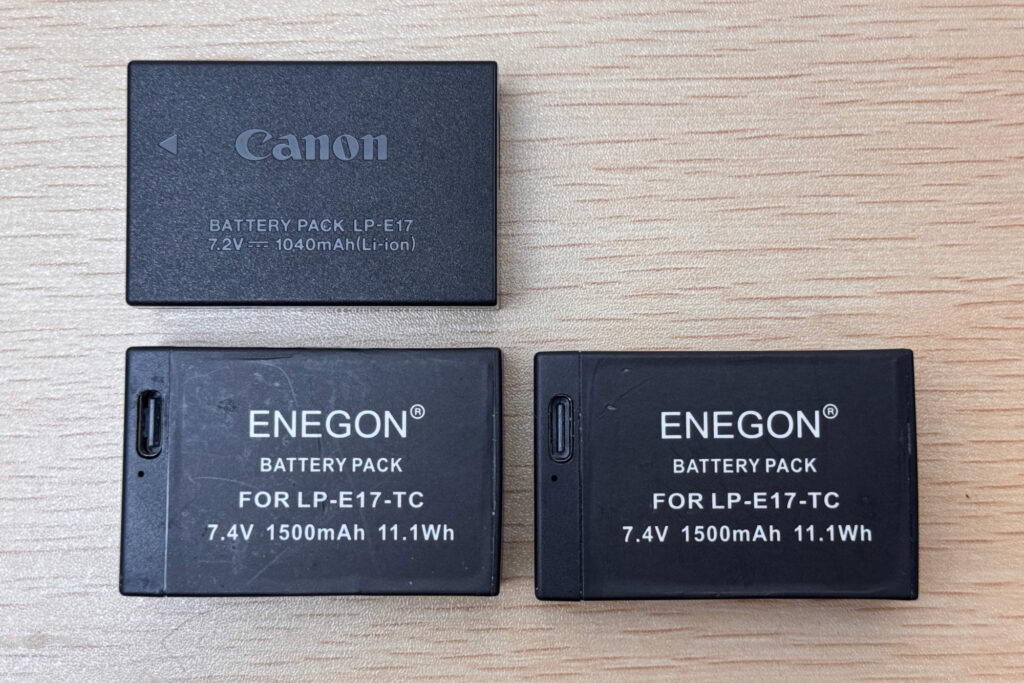 Canon
BATTERY PACK LP-E17
7.2V ⎓ 1040mAh(Li-ion)
ENEGON®
BATTERY PACK
FOR LP-E17-TC
7.4V 1500mAh 11.1Wh
ENEGON®
BATTERY PACK
FOR LP-E17-TC
7.4V 1500mAh 11.1Wh